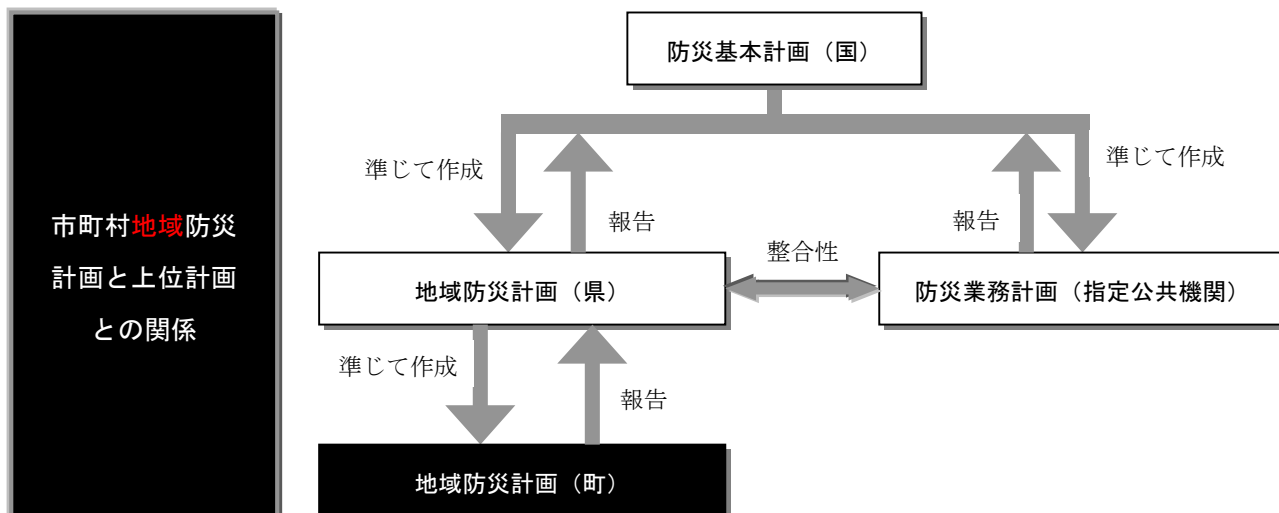 市町村地域防災
計画と上位計画
との関係
防災基本計画（国）
準じて作成
報告
報告
準じて作成
地域防災計画（県）
整合性
防災業務計画（指定公共機関）
準じて作成
報告
地域防災計画（町）